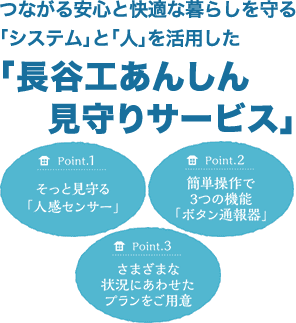 つながる安心と快適な暮らしを守る
「システム」と「人」を活用した
「長谷工あんしん
見守りサービス」
Point.1
そっと見守る
「人感センサー」
Point.2
簡単操作で
3つの機能
「ボタン通報器」
Point.3
さまざまな
状況にあわせた
プランをご用意